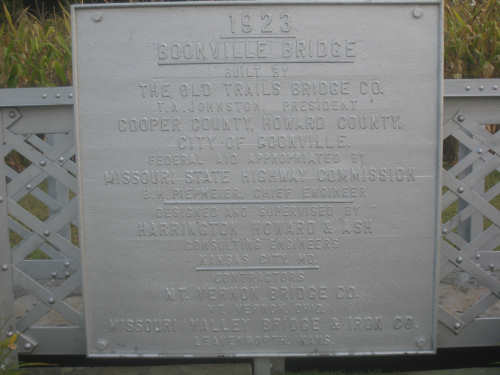 1923
BOONVILLE BRIDGE
BUILT BY
THE OLD TRAILS BRIDGE CO.
T.A. JOHNSTON, PRESIDENT
COOPER COUNTY, HOWARD COUNTY,
CITY OF BOONVILLE.
FEDERAL AID APPROPRIATED BY
MISSOURI STATE HIGHWAY COMMISSION
B.H. PIEPMEIER, CHIEF ENGINEER
DESIGNED AND SUPERVISED BY
HARRINGTON HOWARD & ASH
CONSULTING ENGINEERS
KANSAS CITY, MO.
CONTRACTORS
MT. VERNON BRIDGE CO.
MT. VERNON, O.
MISSOURI VALLEY BRIDGE & IRON CO.
LEAVENWORTH, KANS.